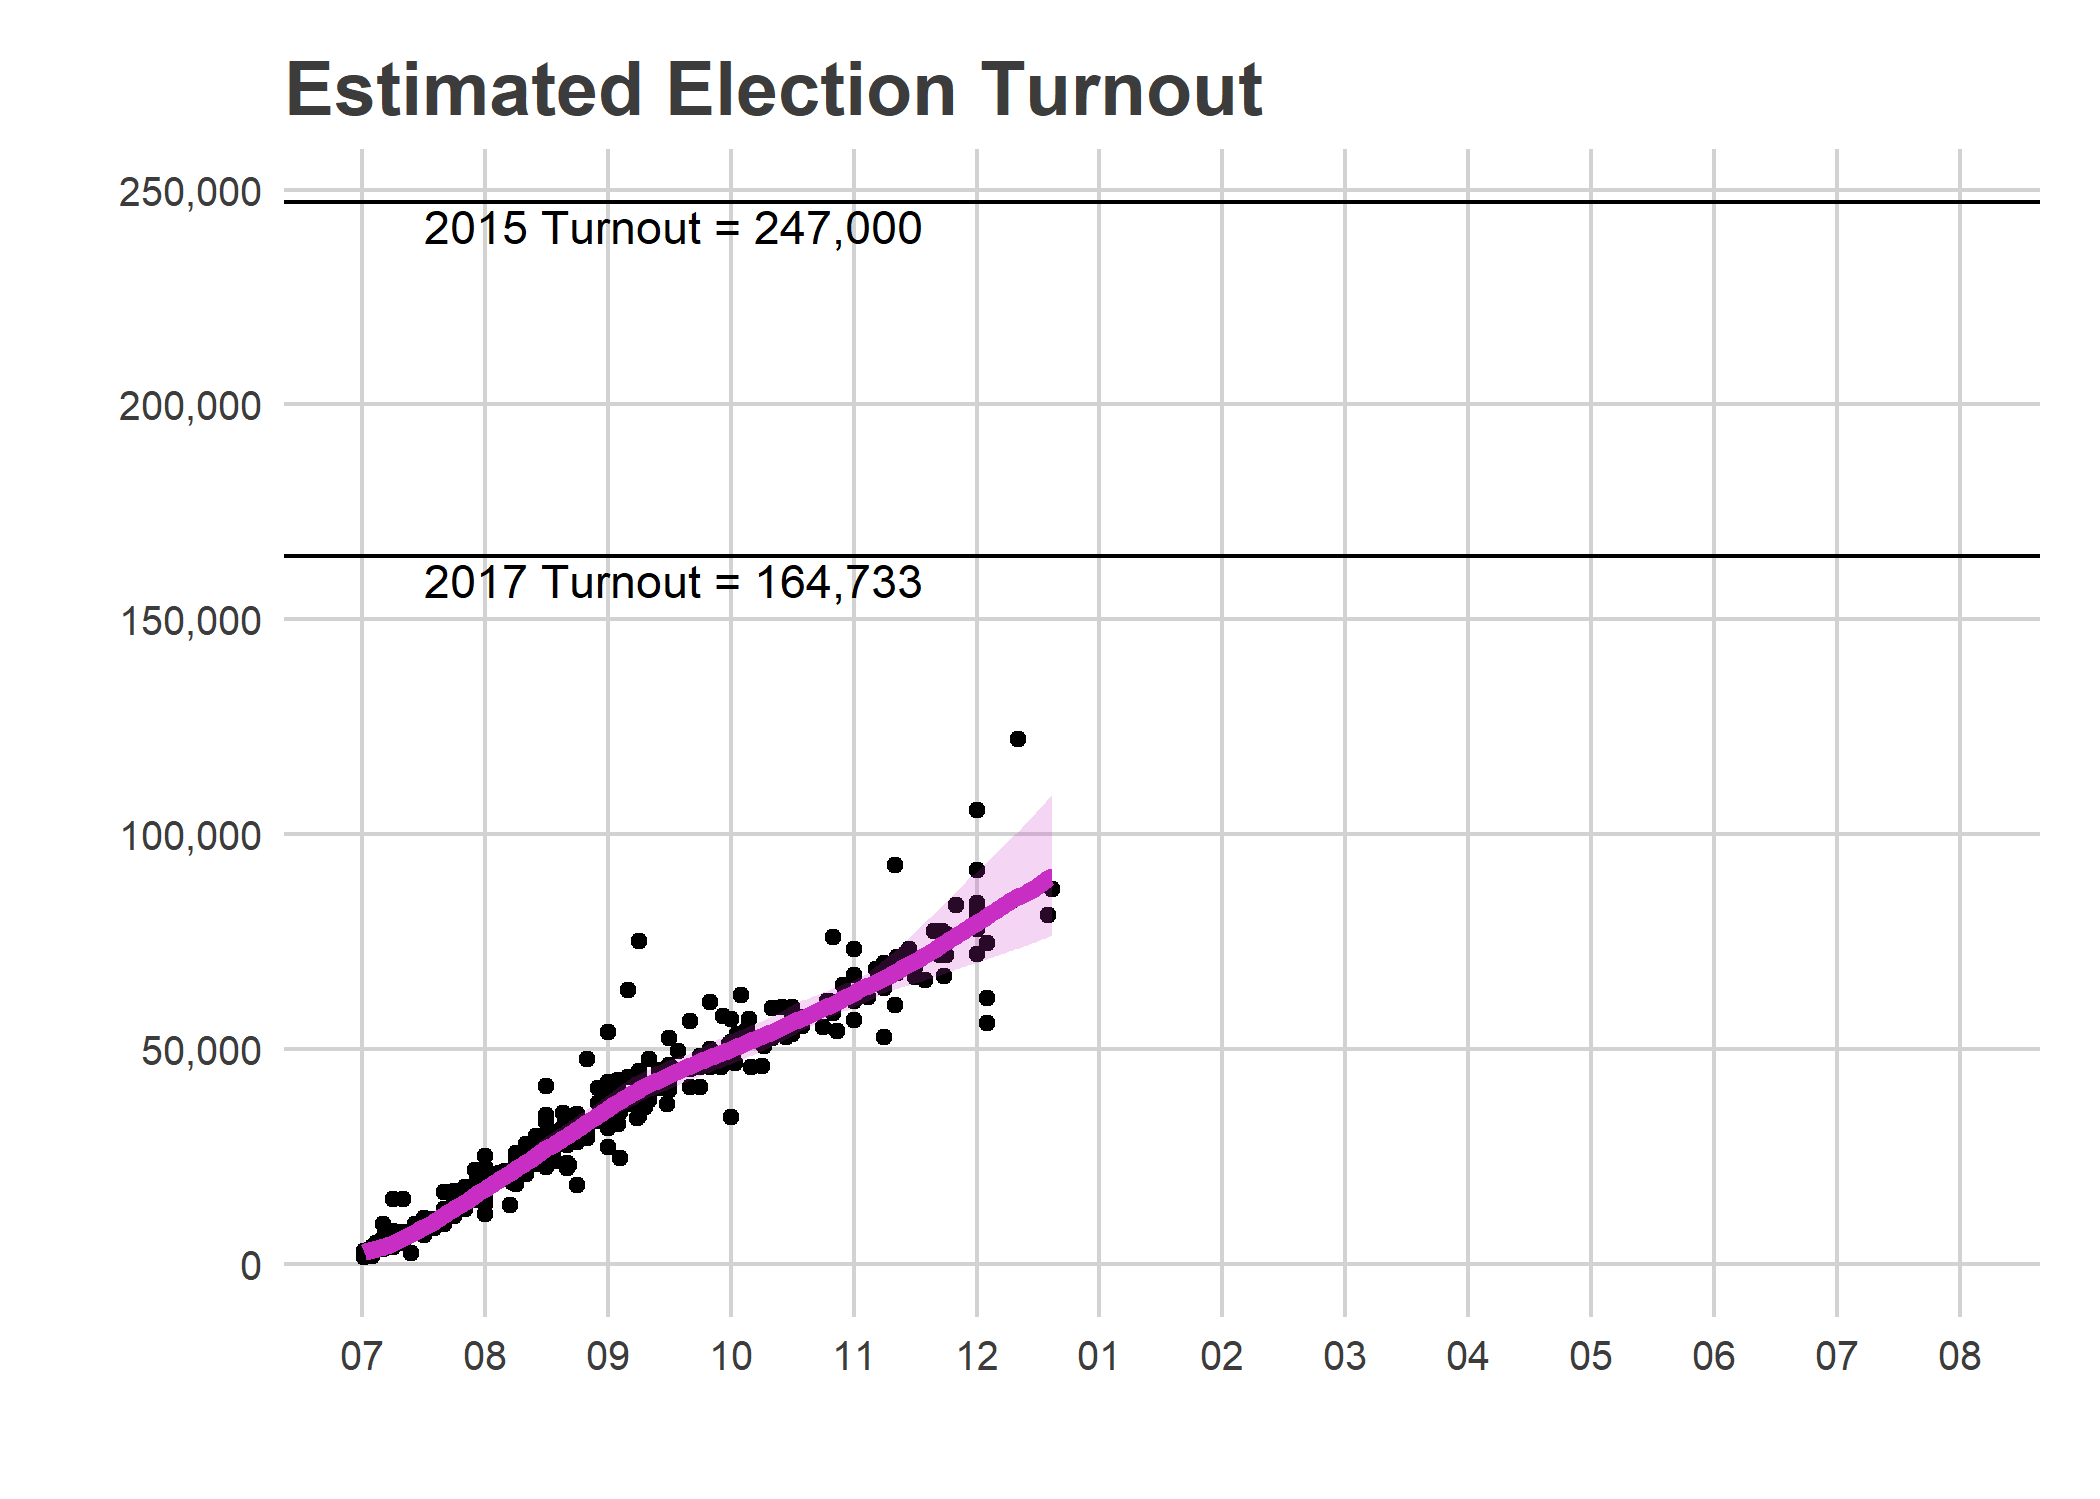 Estimated Election Turnout
250,000
2015 Turnout = 247,000
200,000
2017 Turnout = 164,733
150,000
100,000
50,000
0
07 08 09 10 11 12 01 02 03 04 05 06 07 08